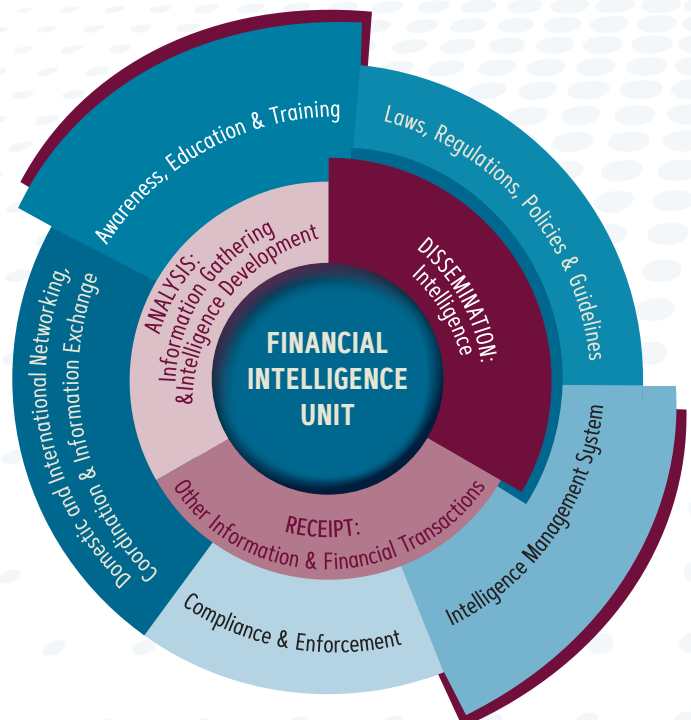 Awareness, Education & Training
Laws, Regulations, Policies & Guidelines
ANALYSIS:
Information Gathering
&Intelligence Development
DISSEMINATION:
Intelligence
FINANCIAL
INTELLIGENCE
UNIT
Domestic and International Networking,
Coordination & Information Exchange
RECEIPT:
Other Information & Financial Transactions
Intelligence Management System
Compliance & Enforcement